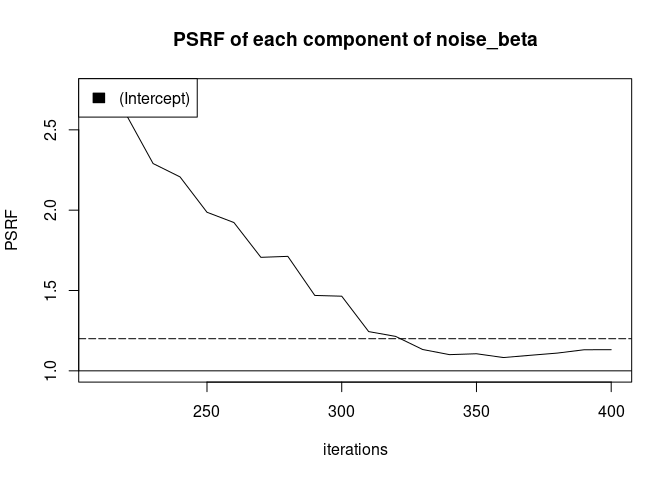 PSRF of each component of noise_beta
(Intercept)
PSRF
2.5
2.0
1.5
1.0
250 300 350 400
iterations